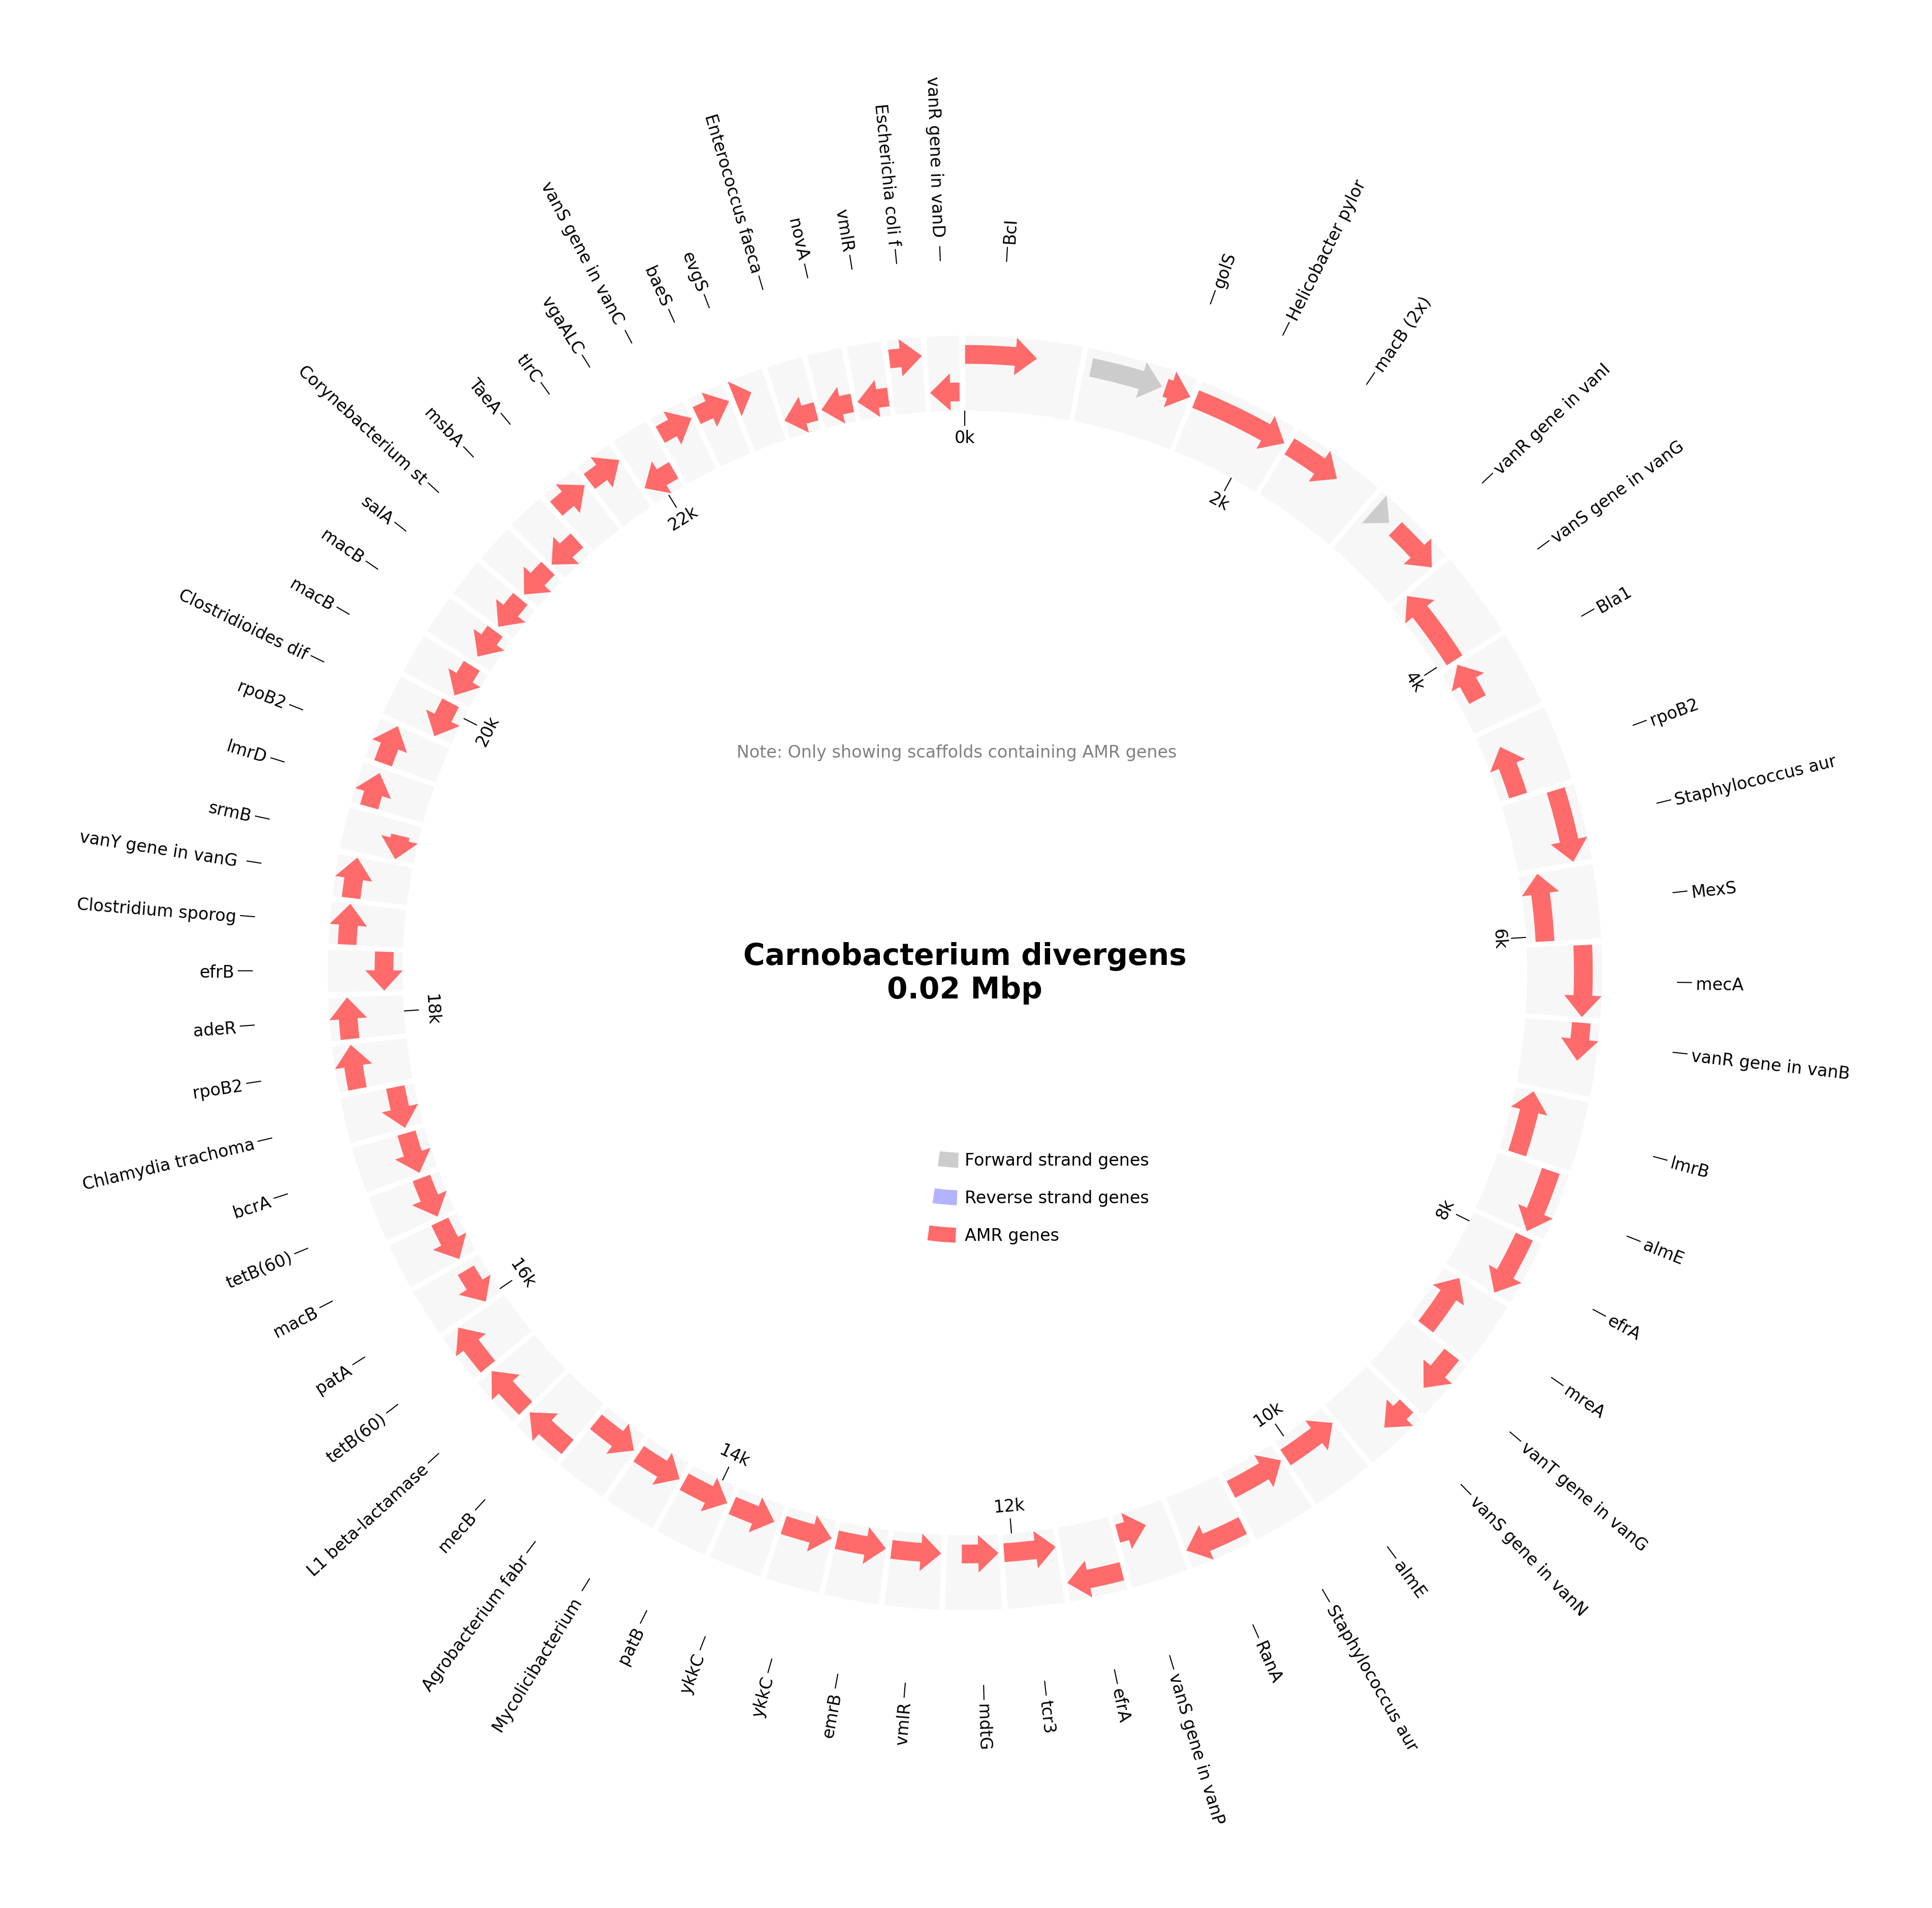 BcI
golS
Helicobacter pylor
macB (2x)
vanR gene in vanI
vanS gene in vanG
Bla1
rpoB2
Staphylococcus aur
MexS
mecA
vanR gene in vanB
lmrB
almE
efrA
mreA
vanT gene in vanG
vanS gene in vanN
almE
Staphylococcus aur
RanA
vanS gene in vanP
efrA
tcr3
mdtG
vmlR
emrB
ykkC
ykkC
patB
Mycolicibacterium
Agrobacterium fabr
mecB
L1 beta-lactamase
tetB(60)
patA
macB
tetB(60)
bcrA
Chlamydia trachoma
rpoB2
adeR
efrB
Clostridium sporog
vanY gene in vanG
srmB
lmrD
rpoB2
Clostridioides dif
macB
macB
salA
Corynebacterium st
msbA
TaeA
tlrC
vgaALC
vanS gene in vanC
baeS
evgS
Enterococcus faeca
novA
vmlR
Escherichia coli f
vanR gene in vanD
0k
2k
4k
6k
8k
10k
12k
14k
16k
18k
20k
22k
Note: Only showing scaffolds containing AMR genes
Carnobacterium divergens
0.02 Mbp
Forward strand genes
Reverse strand genes
AMR genes